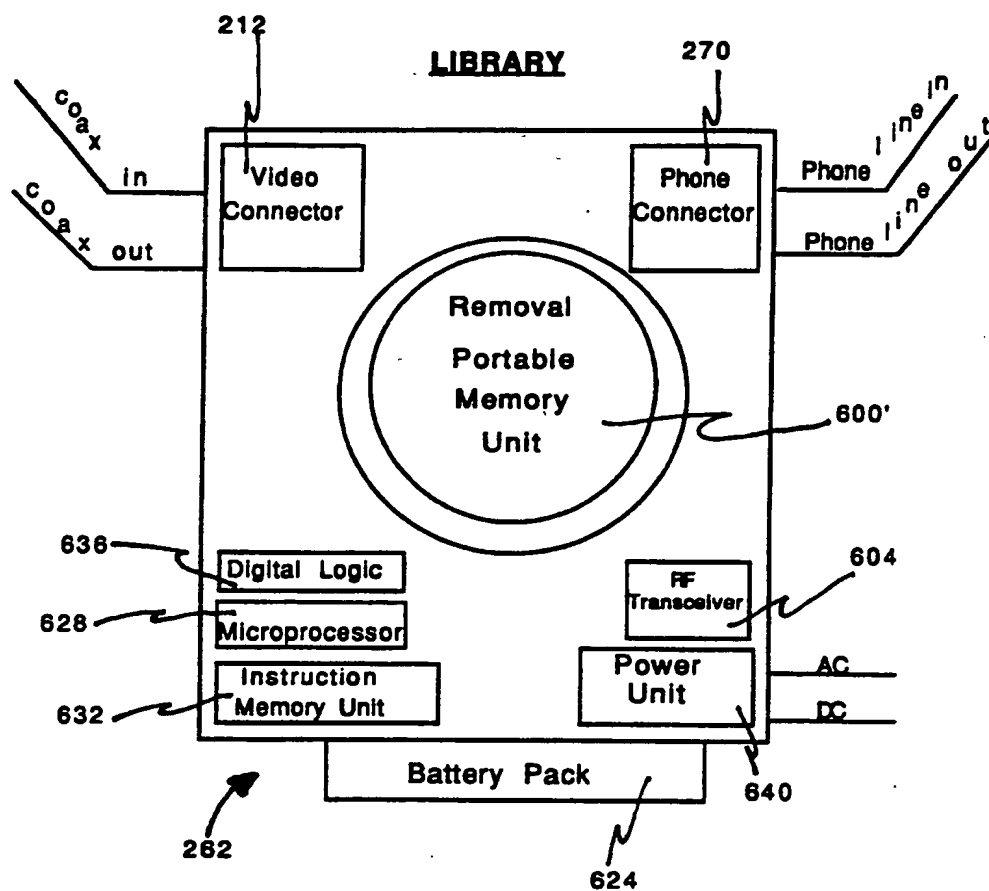 212
LIBRARY
270
coax in
coax out
Video
Connector
Phone
Connector
Phone line in
Phone line out
Removal
Portable
Memory
Unit
600'
636
Digital Logic
628
Microprocessor
632
Instruction
Memory Unit
RF
Transceiver
604
Power
Unit
AC
DC
640
Battery Pack
262
624